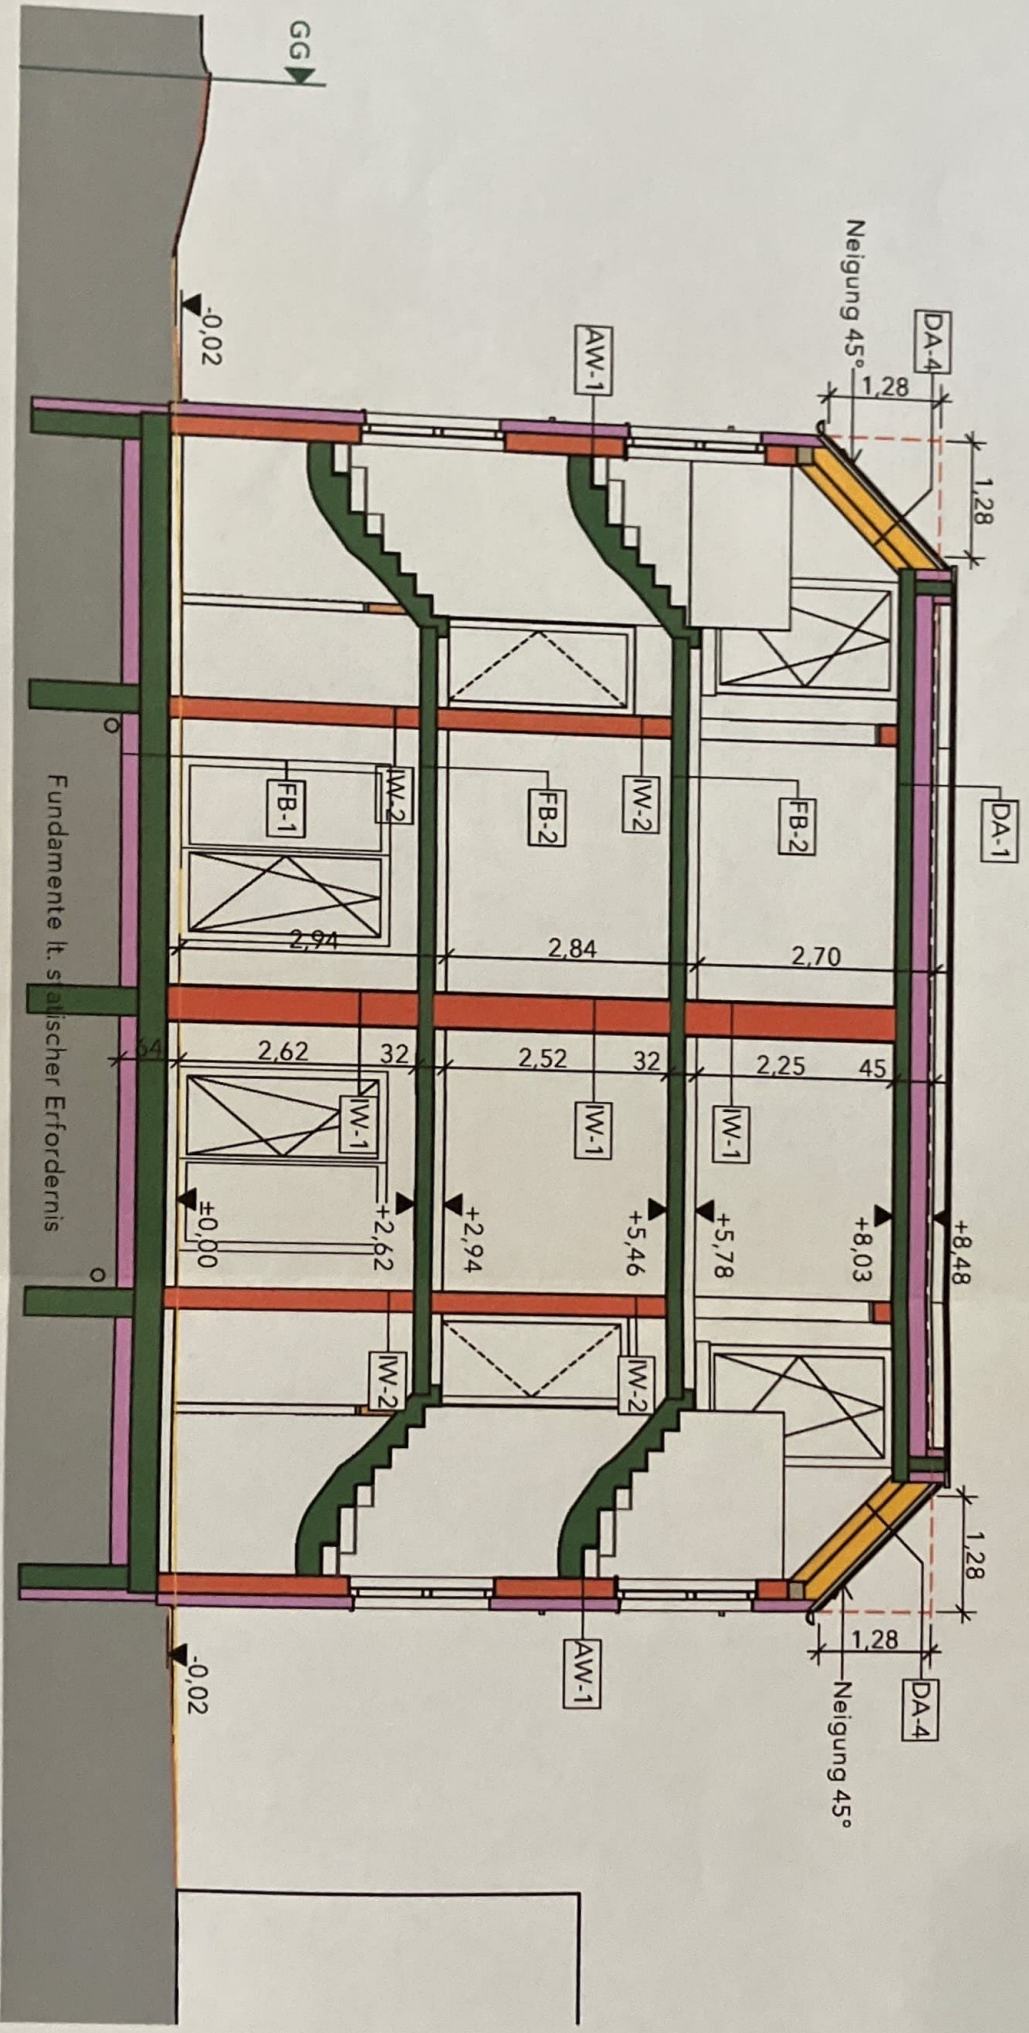 DA-1
DA-4
1,28
1,28
Neigung 45°
1,28
1,28
DA-4
Neigung 45°
+8,48
+8,03
2,70
2,25
45
FB-2
IW-1
+5,78
+5,46
AW-1
IW-2
2,84
2,52
32
FB-2
IW-1
IW-2
AW-1
+2,94
+2,62
IW-2
2,94
2,62
32
FB-1
IW-1
IW-2
GG
-0,02
±0,00
-0,02
64
Fundamente lt. statischer Erfordernis